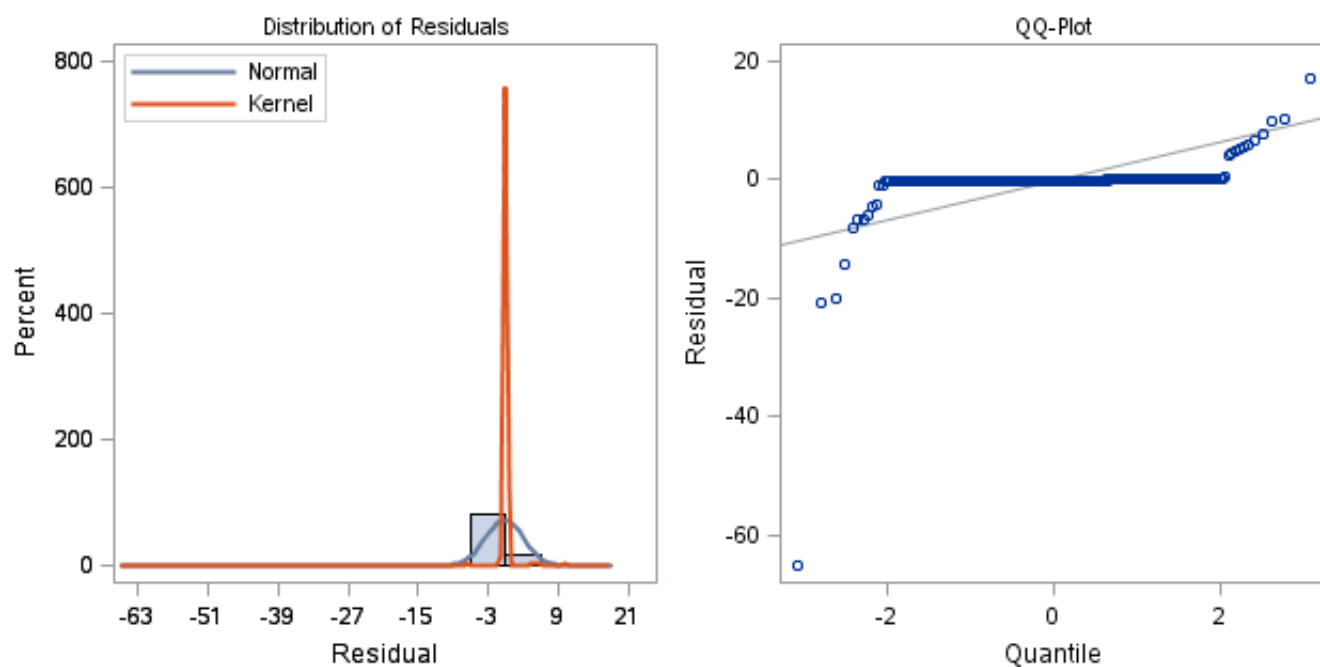 Distribution of Residuals
800
600
400
200
0
Percent
Normal
Kernel
-63 -51 -39 -27 -15 -3 9 21
Residual
QQ-Plot
20
0
-20
-40
-60
Residual
-2 0 2
Quantile